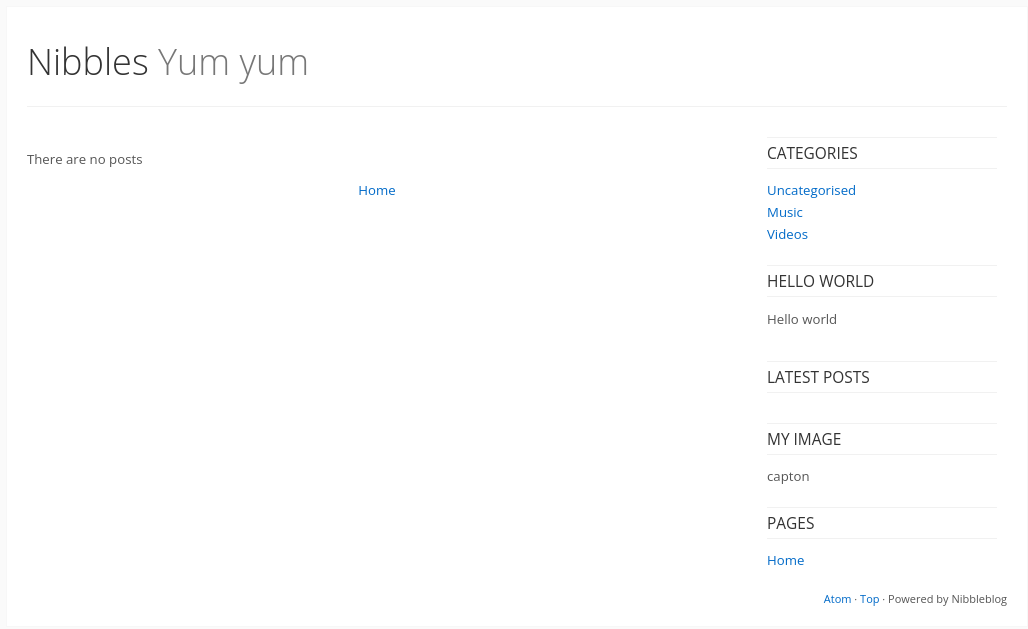 Nibbles Yum yum
There are no posts
Home
CATEGORIES
Uncategorised
Music
Videos
HELLO WORLD
Hello world
LATEST POSTS
MY IMAGE
capton
PAGES
Home
Atom · Top · Powered by Nibbleblog